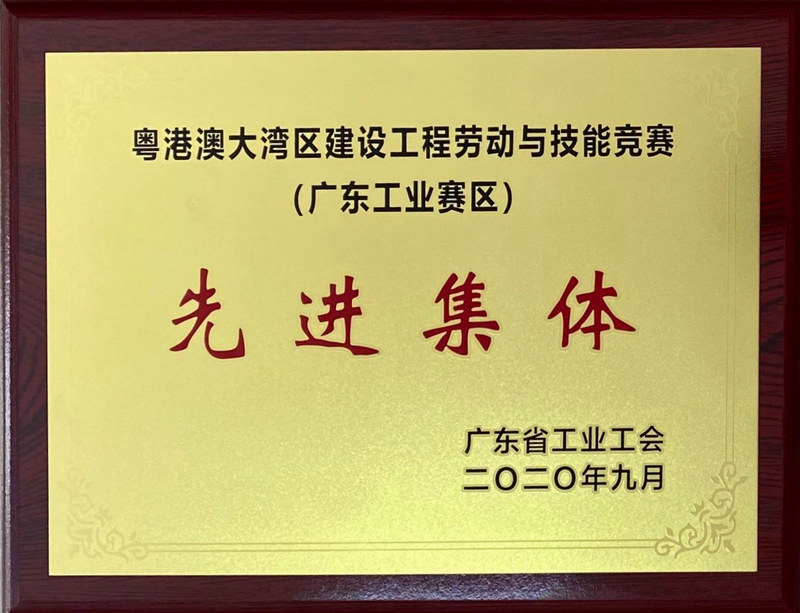 粤港澳大湾区建设工程劳动与技能竞赛
（广东工业赛区）
先进集体
广东省工业工会
二〇二〇年九月